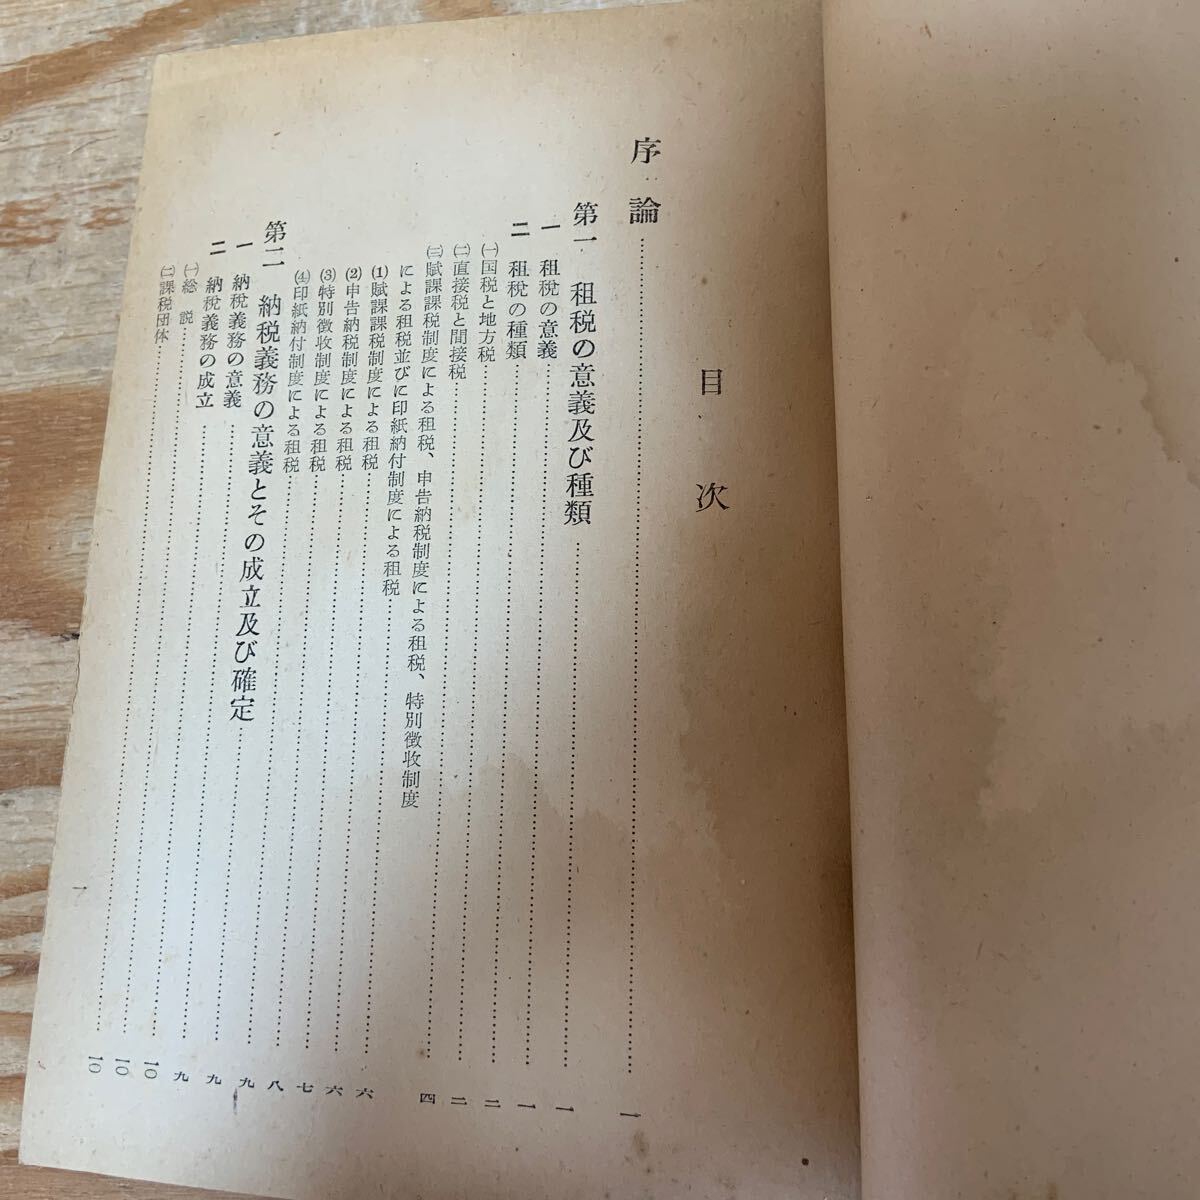 目次
序論……一
第一 租税の意義及び種類……一
一 租税の意義……一
二 租税の種類……二
㈠国税と地方税……二
㈡直接税と間接税……四
㈢賦課課税制度による租税、申告納税制度による租税、特別徴収制度
による租税並びに印紙納付制度による租税……六
⑴賦課課税制度による租税……六
⑵申告納税制度による租税……七
⑶特別徴収制度による租税……八
⑷印紙納付制度による租税……九
第二 納税義務の意義とその成立及び確定……九
一 納税義務の意義……九
二 納税義務の成立……一〇
㈠総説……一〇
㈡課税団体……一〇
一